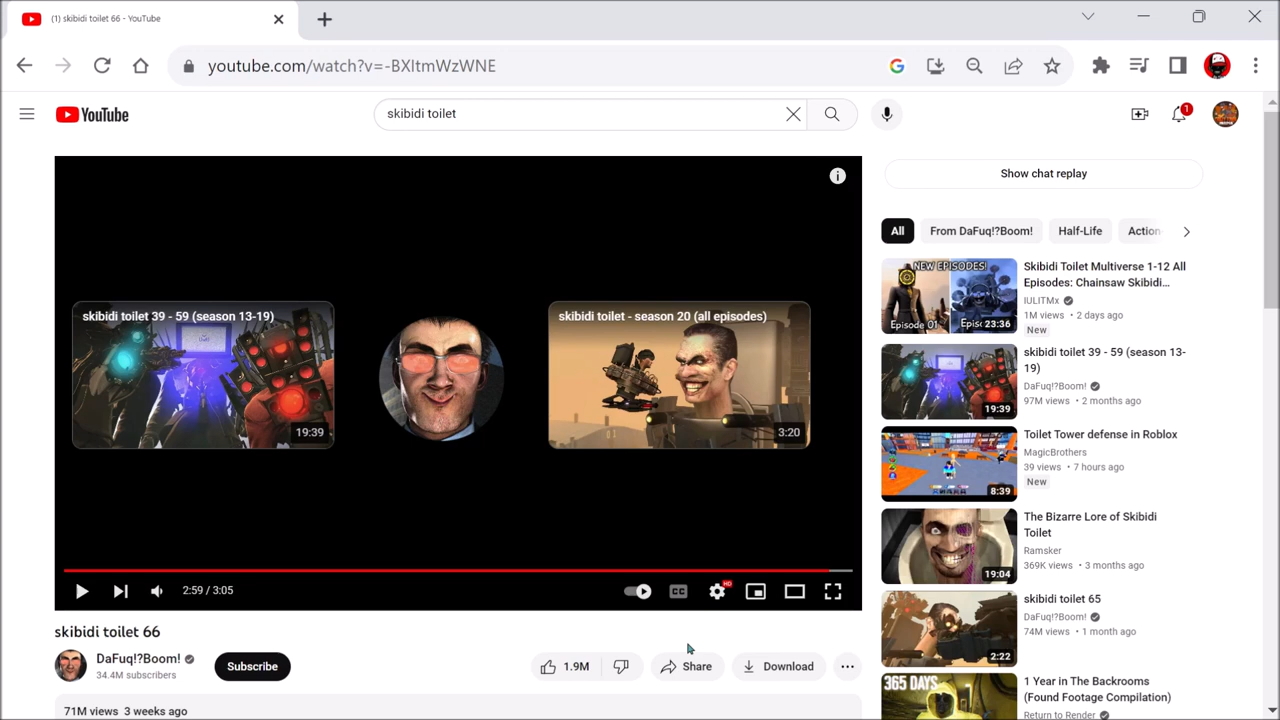 (1) skibidi toilet 66 - YouTube
youtube.com/watch?v=-BXItmWzWNE
YouTube
skibidi toilet
1
Show chat replay
skibidi toilet 39 - 59 (season 13-19)
19:39
skibidi toilet - season 20 (all episodes)
3:20
2:59 / 3:05
CC
HD
skibidi toilet 66
DaFuq!?Boom!
34.4M subscribers
Subscribe
1.9M
Share
Download
71M views 3 weeks ago
All
From DaFuq!?Boom!
Half-Life
Action
NEW EPISODES!
Episode 01
23:36
Skibidi Toilet Multiverse 1-12 All
Episodes: Chainsaw Skibidi...
IULITMx
1M views • 2 days ago
New
19:39
skibidi toilet 39 - 59 (season 13-
19)
DaFuq!?Boom!
97M views • 2 months ago
8:39
Toilet Tower defense in Roblox
MagicBrothers
39 views • 7 hours ago
New
19:04
The Bizarre Lore of Skibidi
Toilet
Ramsker
369K views • 3 months ago
2:22
skibidi toilet 65
DaFuq!?Boom!
74M views • 1 month ago
365 DAYS
1 Year in The Backrooms
(Found Footage Compilation)
Return to Render